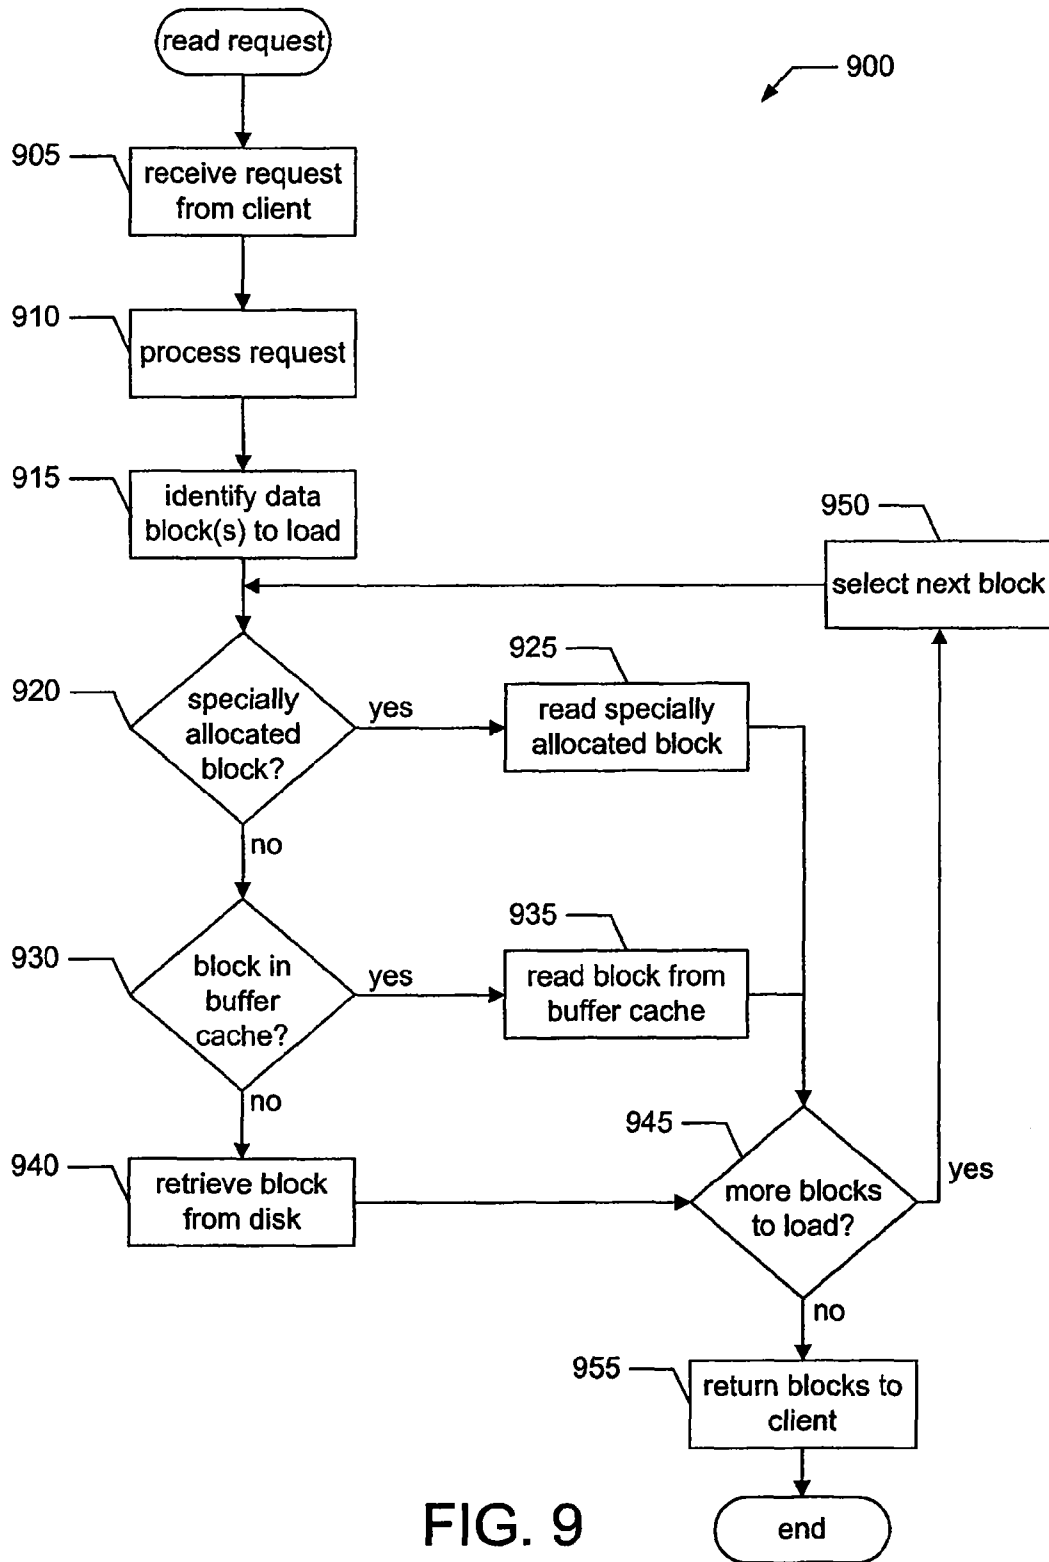 read request
900
905
receive request
from client
910
process request
915
identify data
block(s) to load
950
select next block
920
specially
allocated
block?
yes
925
read specially
allocated block
no
930
block in
buffer
cache?
yes
935
read block from
buffer cache
no
940
retrieve block
from disk
945
more blocks
to load?
yes
no
955
return blocks to
client
end
FIG. 9